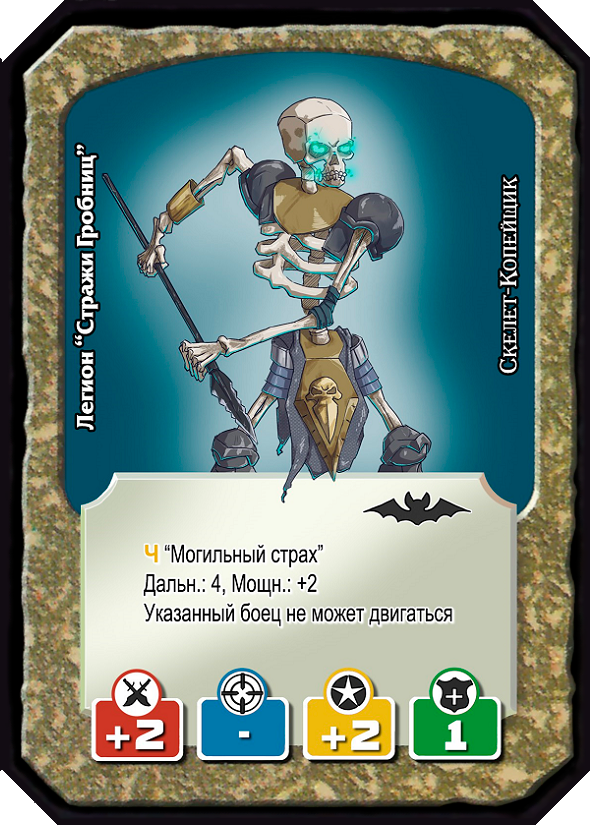 Легион “Стражи Гробниц”
Скелет-Копейщик
Ч “Могильный страх”
Дальн.: 4, Мощн.: +2
Указанный боец не может двигаться
+2 - +2 1